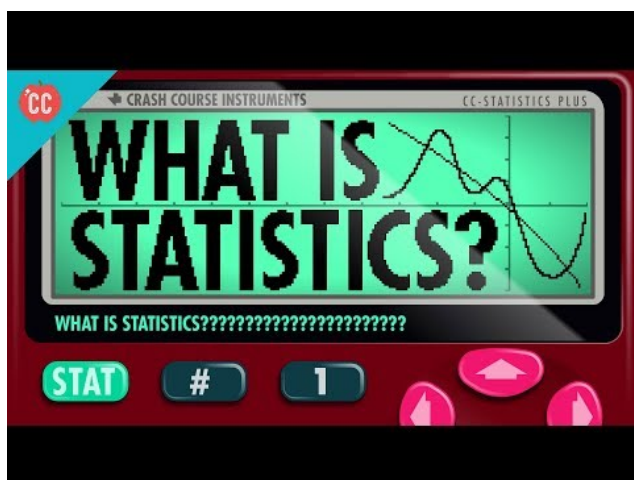 CC
CRASH COURSE INSTRUMENTS
CC-STATISTICS PLUS
WHAT IS
STATISTICS?
WHAT IS STATISTICS???????????????????????
STAT
#
1